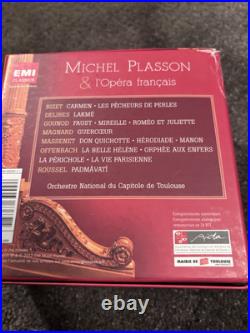 EMI
CLASSICS
MICHEL PLASSON
& l'Opéra français
BIZET CARMEN · LES PÊCHEURS DE PERLES
DELIBES LAKMÉ
GOUNOD FAUST · MIREILLE · ROMÉO ET JULIETTE
MAGNARD GUERCŒUR
MASSENET DON QUICHOTTE · HÉRODIADE · MANON
OFFENBACH LA BELLE HÉLÈNE · ORPHÉE AUX ENFERS
LA PÉRICHOLE · LA VIE PARISIENNE
ROUSSEL PADMÂVATÎ
Orchestre National du Capitole de Toulouse
MAIRIE DE TOULOUSE